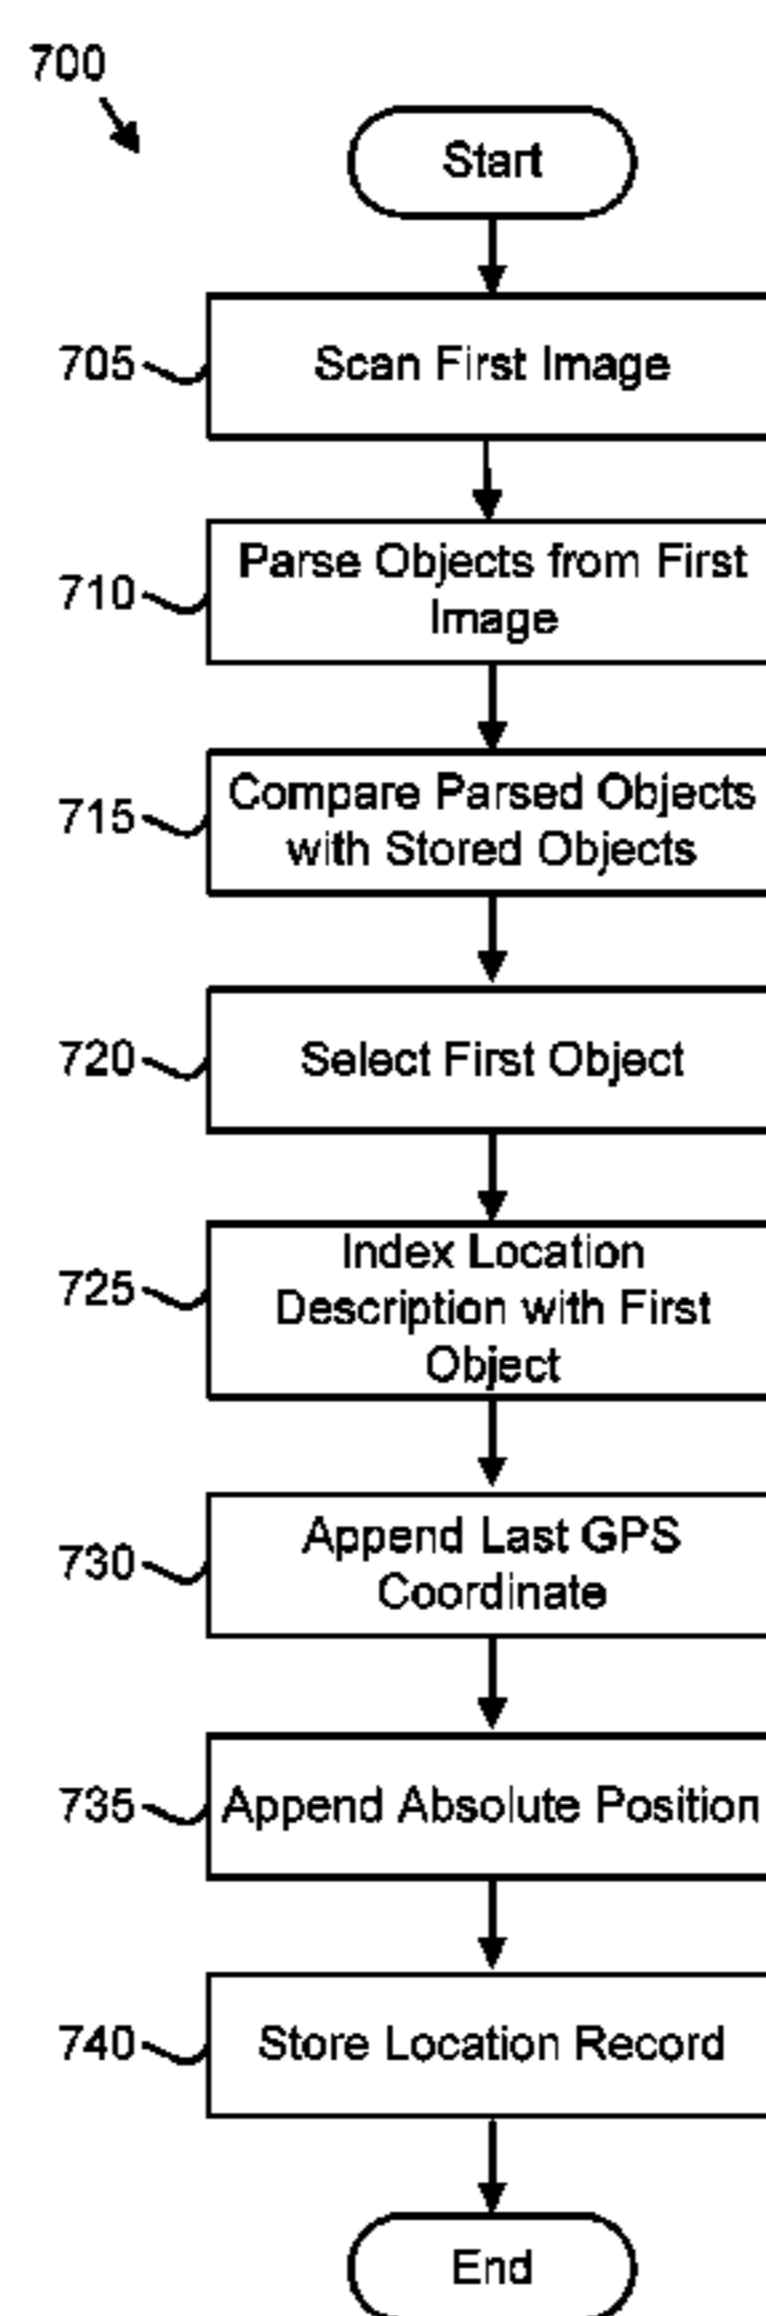 700
Start
705
Scan First Image
710
Parse Objects from First
Image
715
Compare Parsed Objects
with Stored Objects
720
Select First Object
725
Index Location
Description with First
Object
730
Append Last GPS
Coordinate
735
Append Absolute Position
740
Store Location Record
End